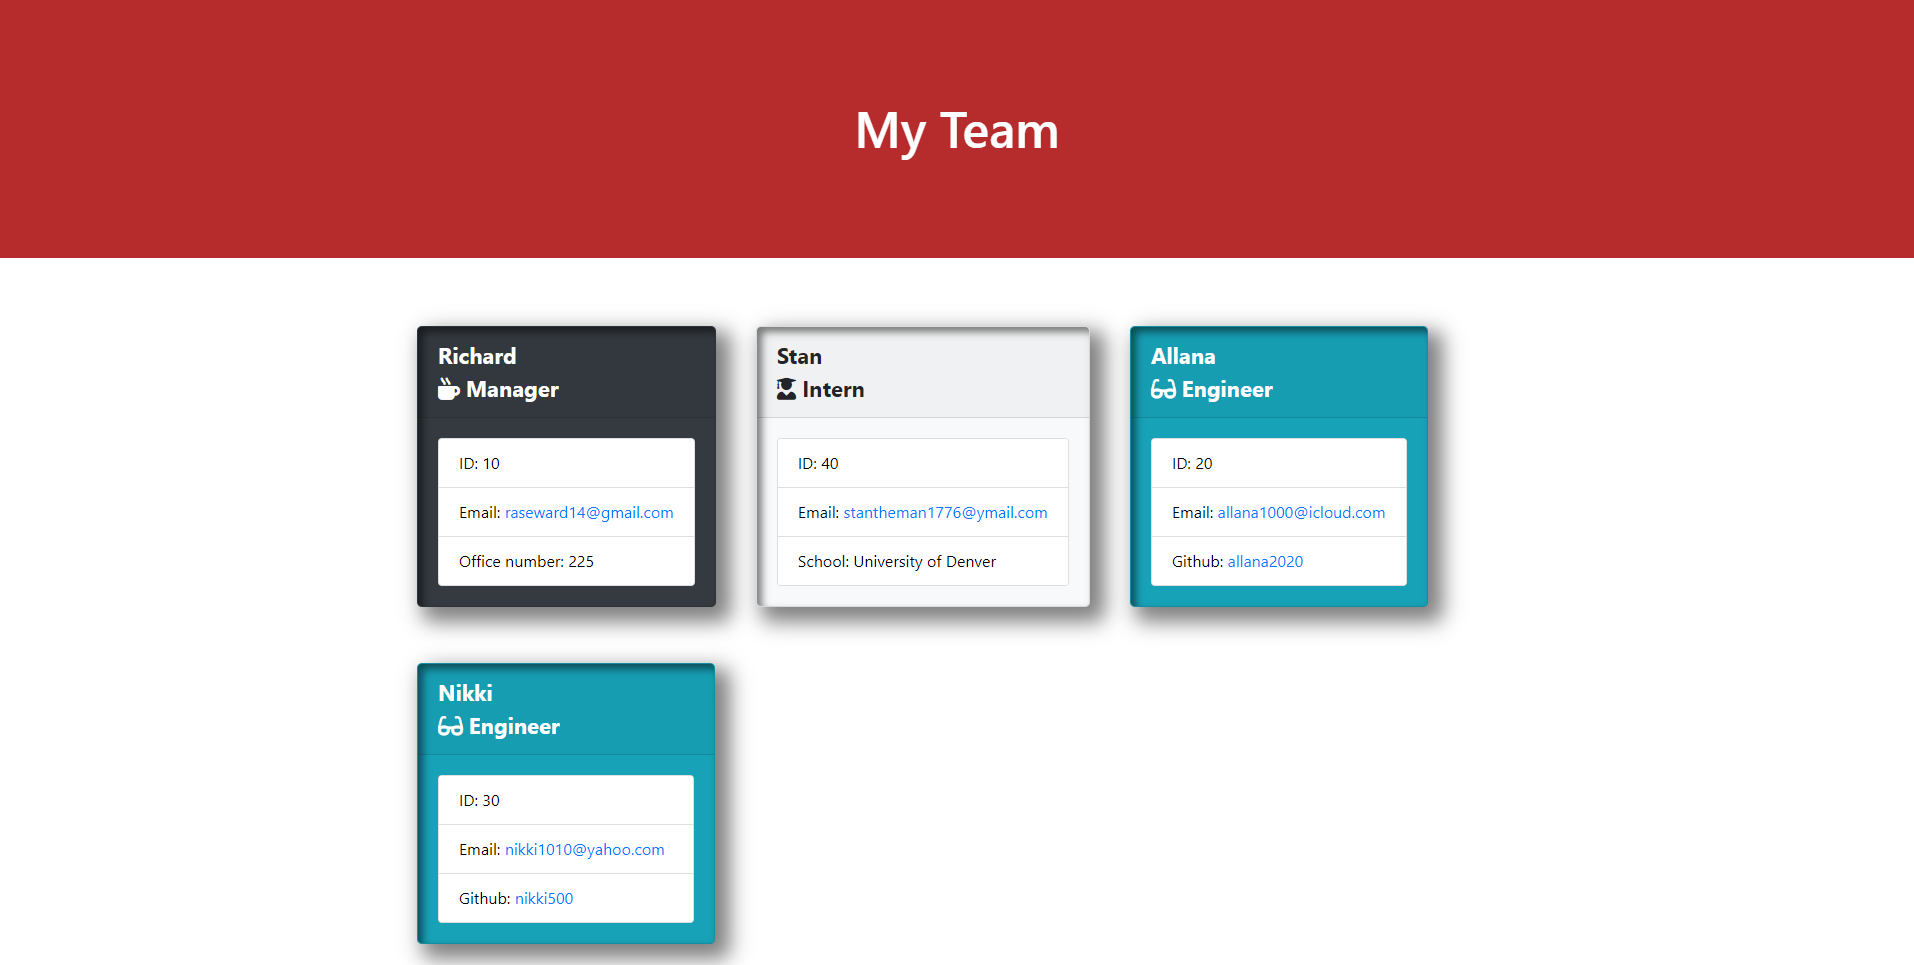 My Team
Richard
Manager
ID: 10
Email: raseward14@gmail.com
Office number: 225
Stan
Intern
ID: 40
Email: stantheman1776@ymail.com
School: University of Denver
Allana
Engineer
ID: 20
Email: allana1000@icloud.com
Github: allana2020
Nikki
Engineer
ID: 30
Email: nikki1010@yahoo.com
Github: nikki500